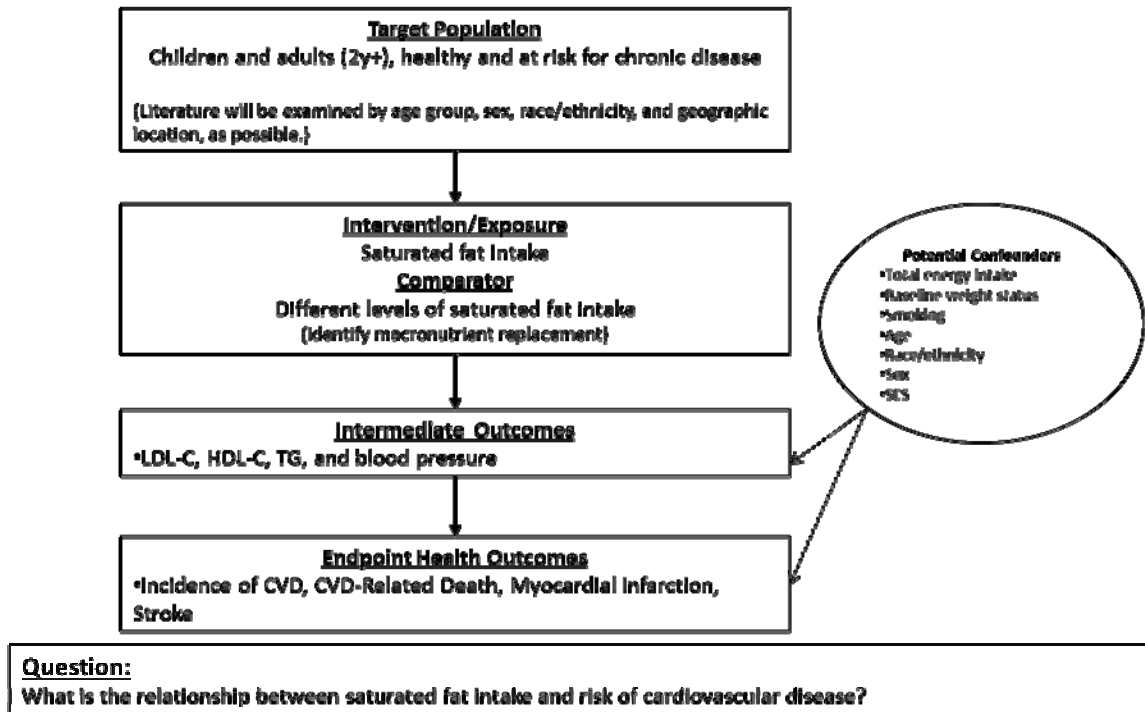 Target Population
Children and adults (2y+), healthy and at risk for chronic disease
(Literature will be examined by age group, sex, race/ethnicity, and geographic
location, as possible.)
Intervention/Exposure
Saturated fat intake
Comparator
Different levels of saturated fat intake
(Identify macronutrient replacement)
Intermediate Outcomes
•LDL-C, HDL-C, TG, and blood pressure
Endpoint Health Outcomes
•Incidence of CVD, CVD-Related Death, Myocardial Infarction,
Stroke
Potential Confounders
•Total energy intake
•Baseline weight status
•Smoking
•Age
•Race/ethnicity
•Sex
•SES
Question:
What is the relationship between saturated fat intake and risk of cardiovascular disease?